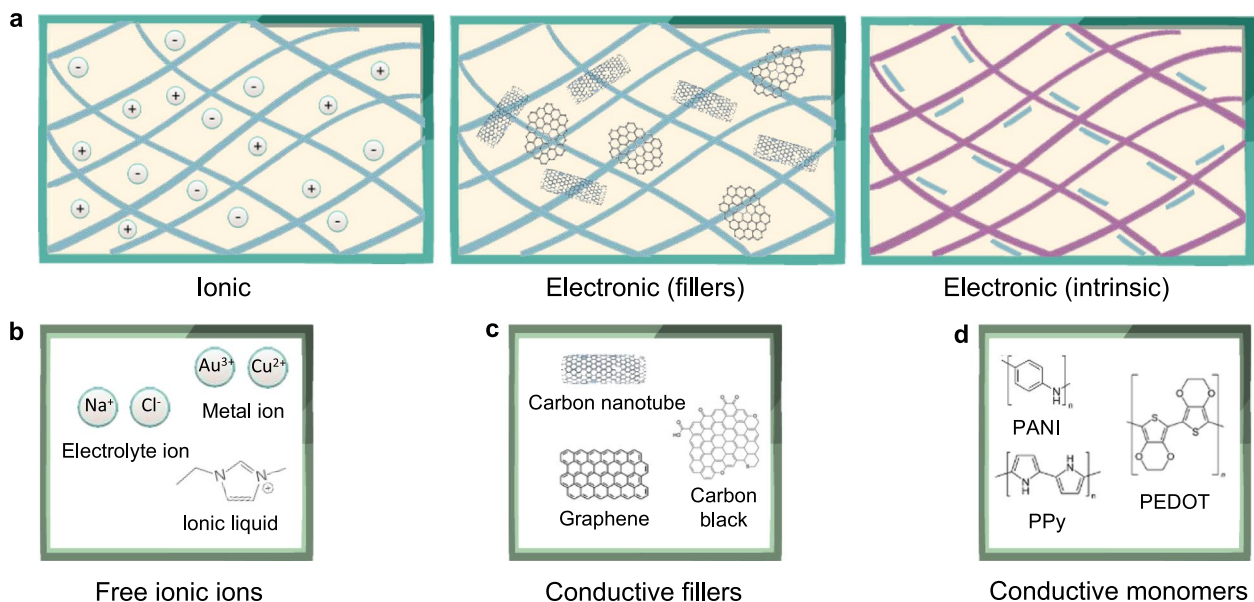 a
Ionic
Electronic (fillers)
Electronic (intrinsic)
b
Au³⁺ Cu²⁺
Na⁺ Cl⁻
Metal ion
Electrolyte ion
N N
⊕
Ionic liquid
Free ionic ions
c
Carbon nanotube
O O
O
HO
O
O S
Graphene
Carbon
black
Conductive fillers
d
N
H
n
PANI
H
N
N
H
n
PPy
O O
S
S
O O
n
PEDOT
Conductive monomers